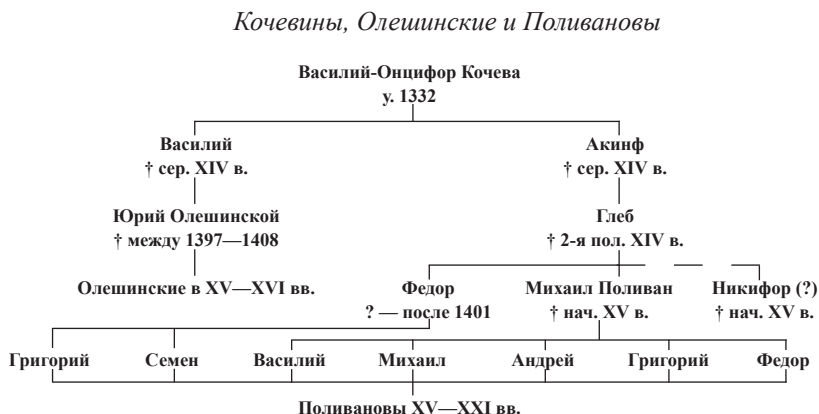 Кочевины, Олешинские и Поливановы
Василий-Онцифор Кочева
у. 1332
Василий
† сер. XIV в.
Акинф
† сер. XIV в.
Юрий Олешинской
† между 1397—1408
Глеб
† 2-я пол. XIV в.
Олешинские в XV—XVI вв.
Федор
? — после 1401
Михаил Поливан
† нач. XV в.
Никифор (?)
† нач. XV в.
Григорий Семен Василий Михаил Андрей Григорий Федор
Поливановы XV—XXI вв.